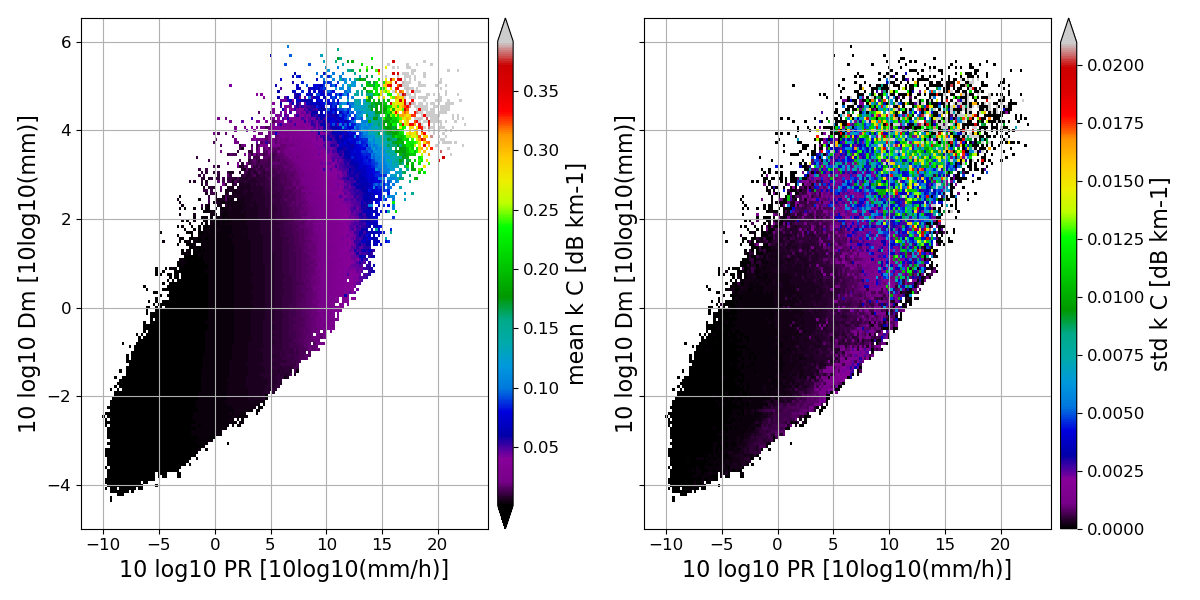 6
4
2
0
−2
−4
10 log10 Dm [10log10(mm)]
−10 −5 0 5 10 15 20
10 log10 PR [10log10(mm/h)]
0.35
0.30
0.25
0.20
0.15
0.10
0.05
mean k C [dB km-1]
10 log10 Dm [10log10(mm)]
−10 −5 0 5 10 15 20
10 log10 PR [10log10(mm/h)]
0.0200
0.0175
0.0150
0.0125
0.0100
0.0075
0.0050
0.0025
0.0000
std k C [dB km-1]